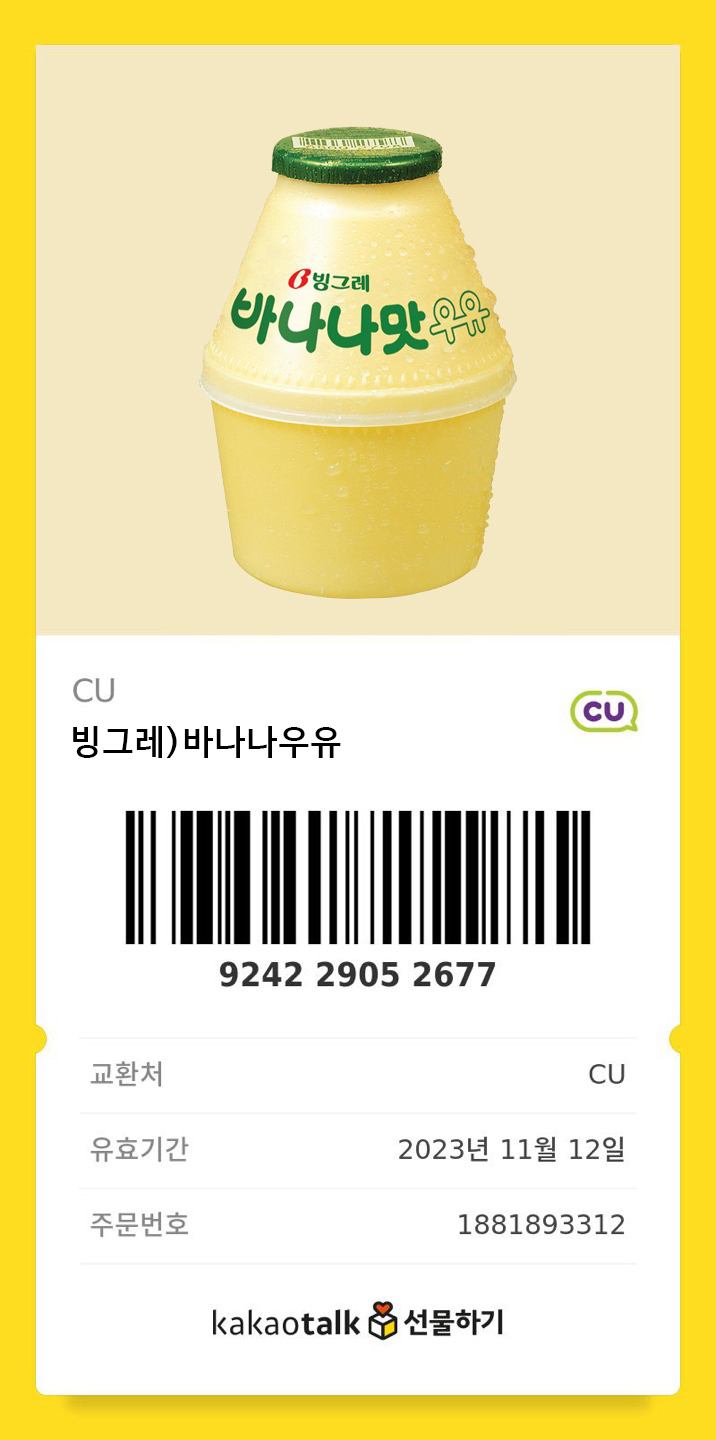 빙그레
바나나맛우유
CU
CU
빙그레)바나나우유
9242 2905 2677
교환처 CU
유효기간 2023년 11월 12일
주문번호 1881893312
kakaotalk 선물하기